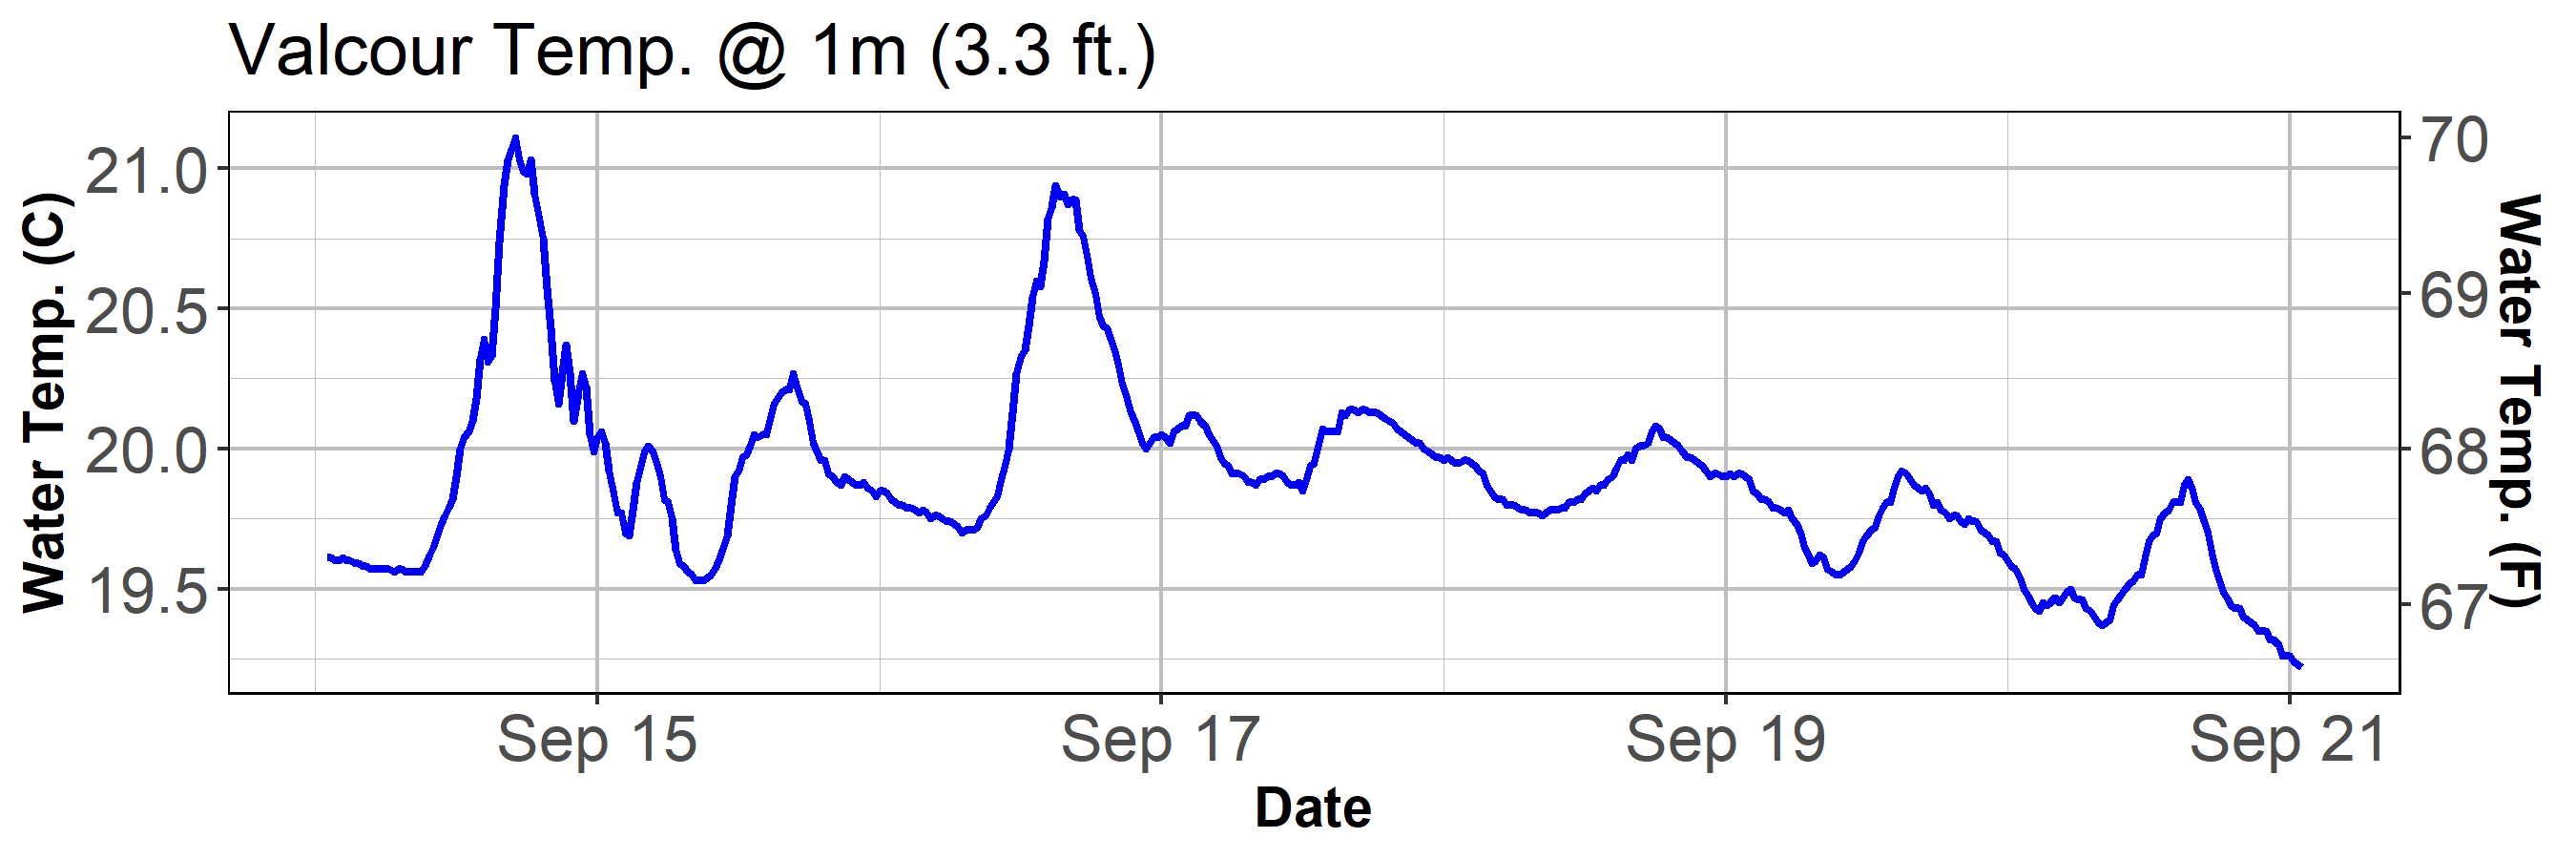 Valcour Temp. @ 1m (3.3 ft.)
Water Temp. (C)
21.0
20.5
20.0
19.5
70
69
68
67
Water Temp. (F)
Sep 15
Sep 17
Sep 19
Sep 21
Date